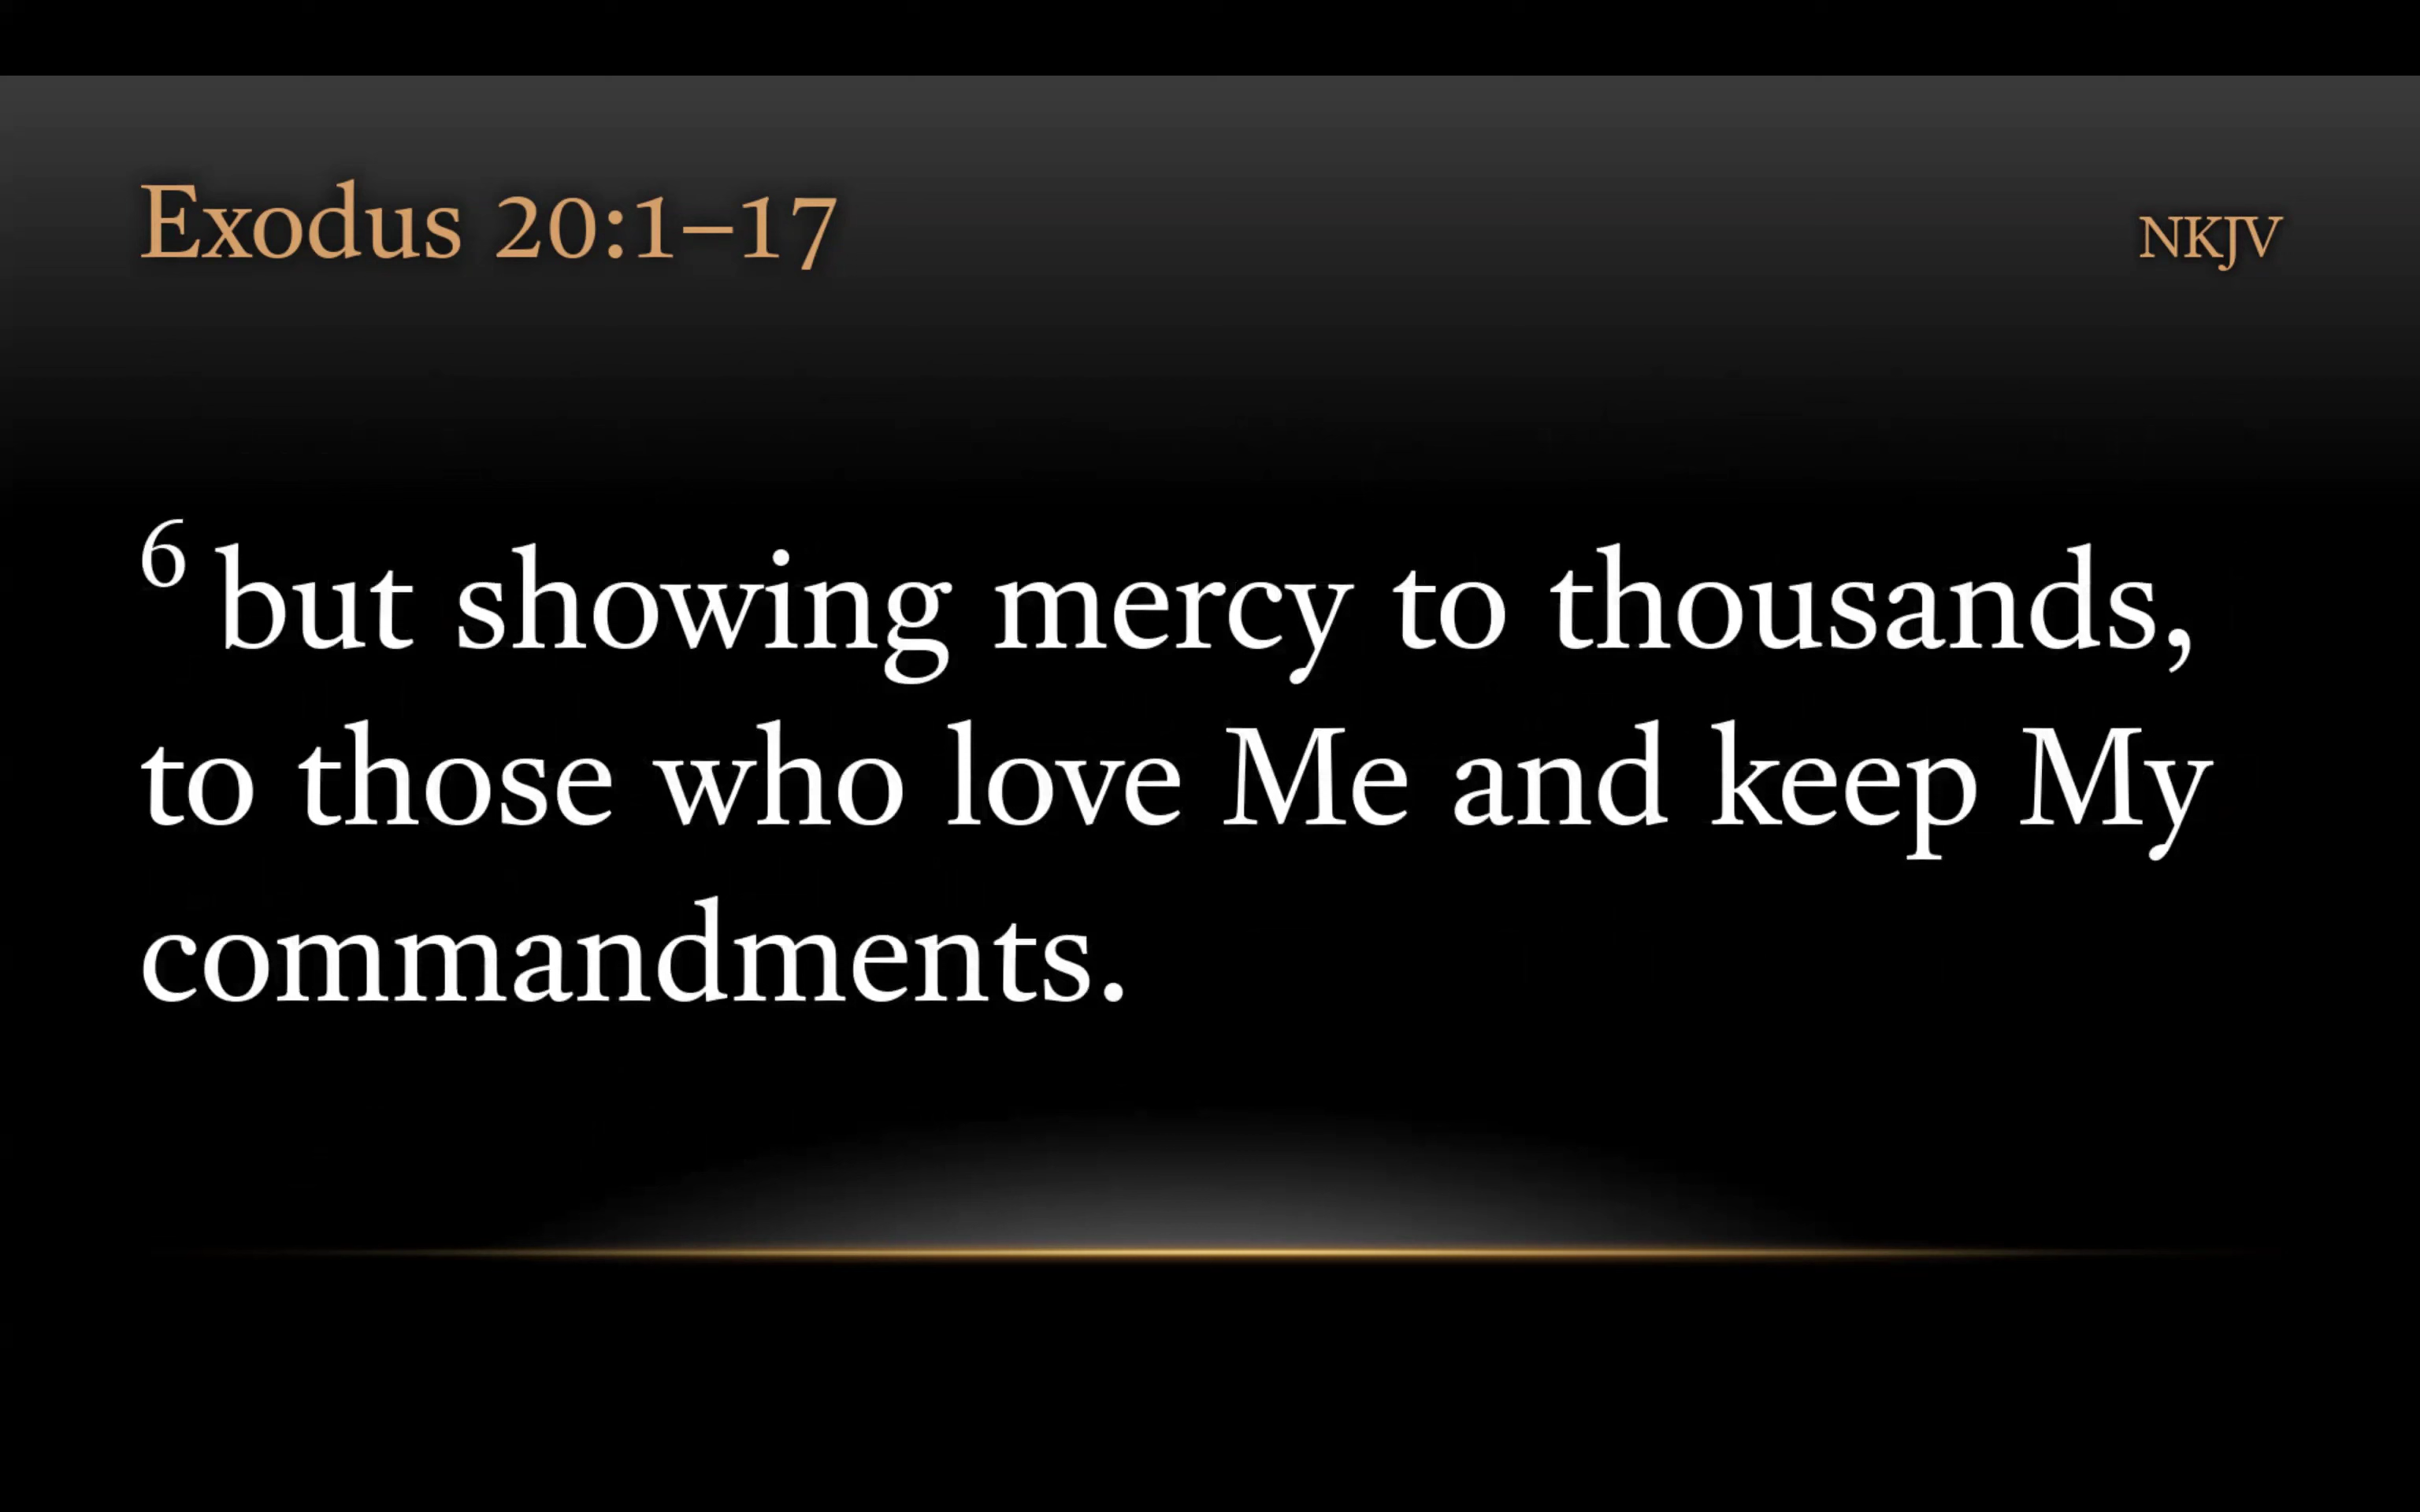 Exodus 20:1–17
NKJV
6 but showing mercy to thousands,
to those who love Me and keep My
commandments.